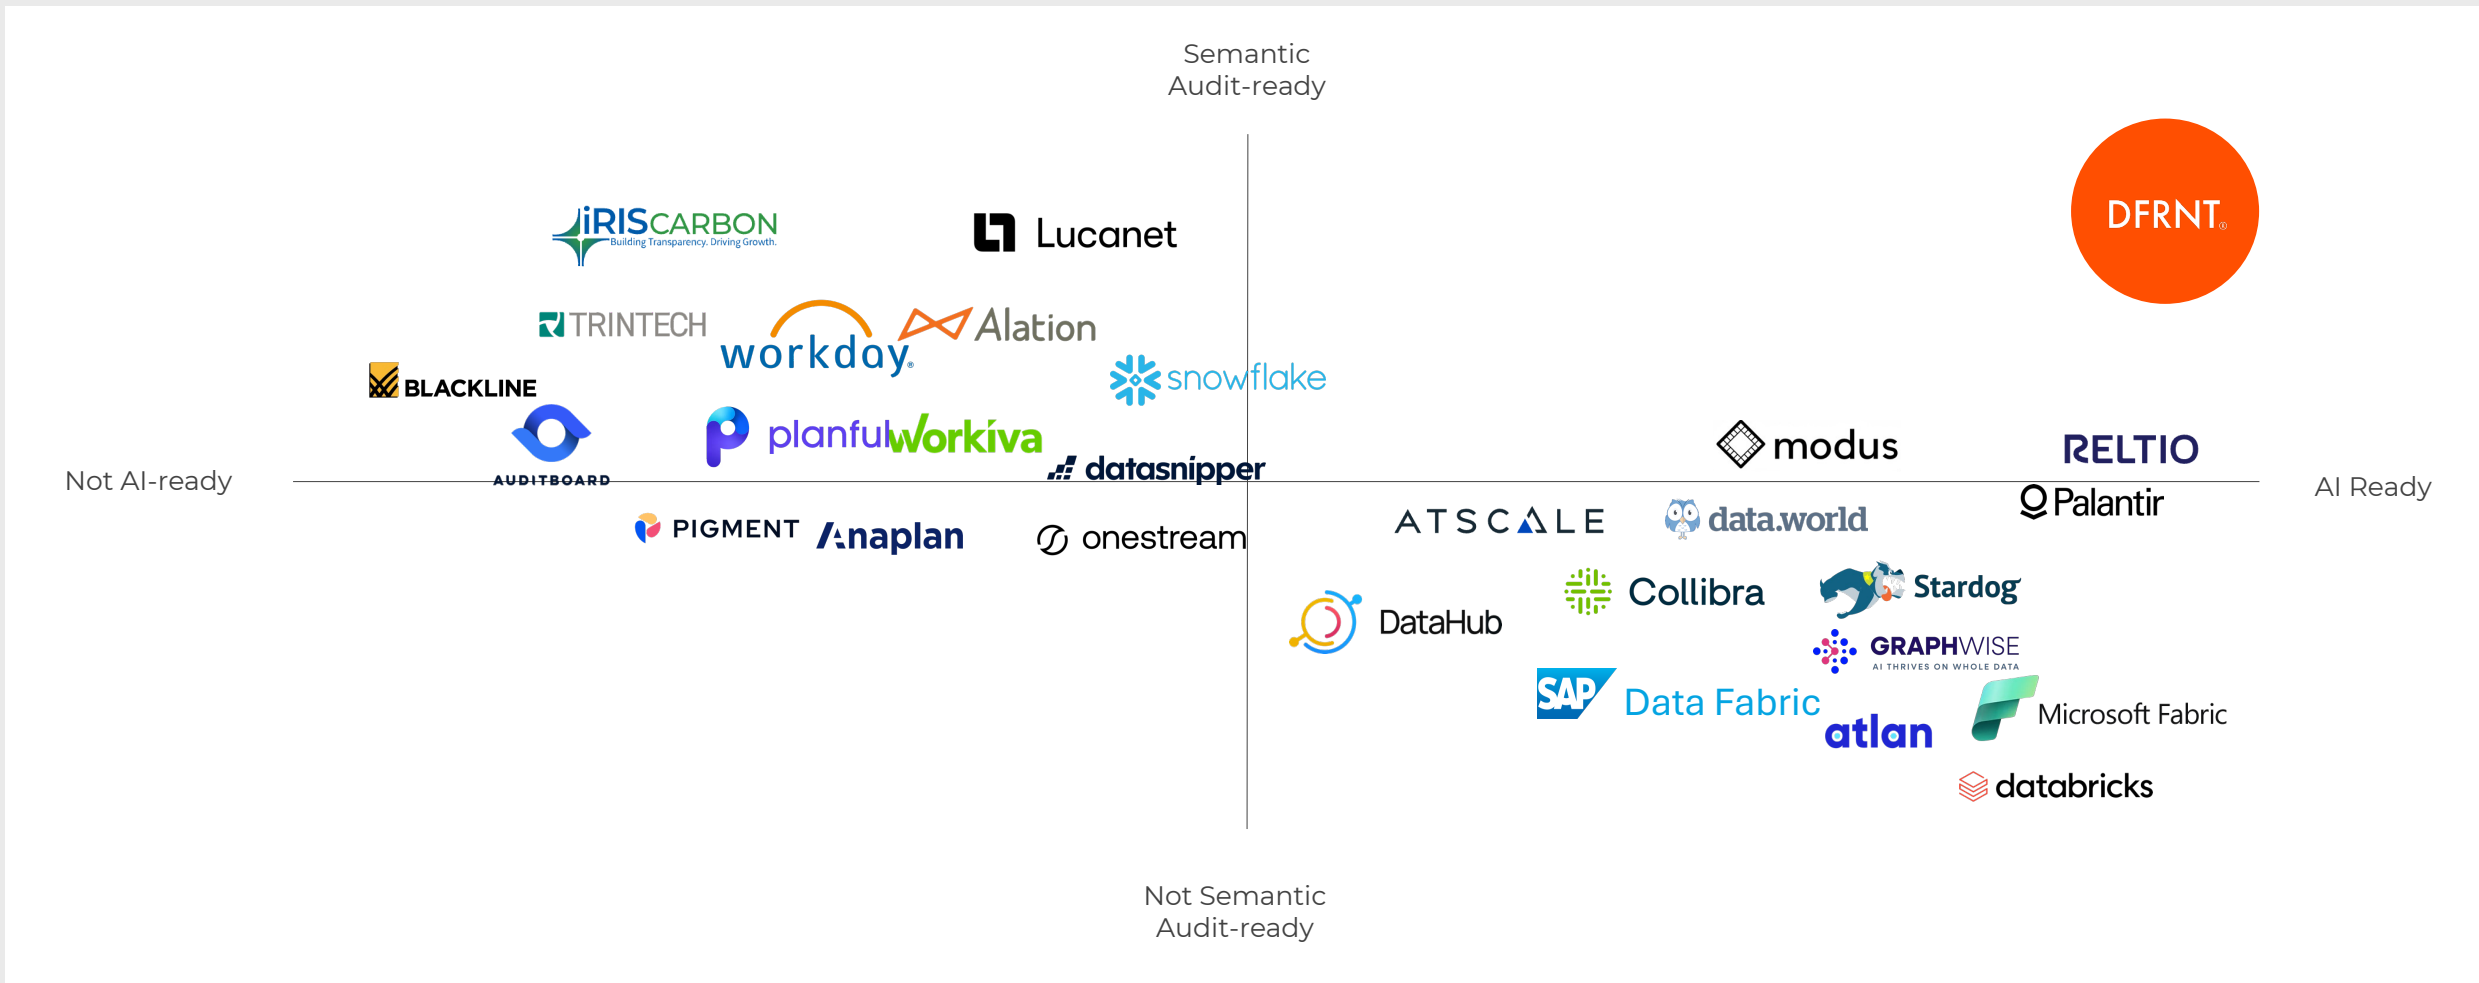 Semantic
Audit-ready
DFRNT®
iRISCARBON
Building Transparency. Driving Growth.
Lucanet
TRINTECH
workday®
Alation
BLACKLINE
snowflake
planful
Workiva
modus
RELTIO
AUDITBOARD
datasnipper
Not AI-ready
AI Ready
PIGMENT
Anaplan
onestream
ATSCALE
data.world
Palantir
DataHub
Collibra
Stardog
GRAPHWISE
AI THRIVES ON WHOLE DATA
SAP Data Fabric
atlan
Microsoft Fabric
databricks
Not Semantic
Audit-ready